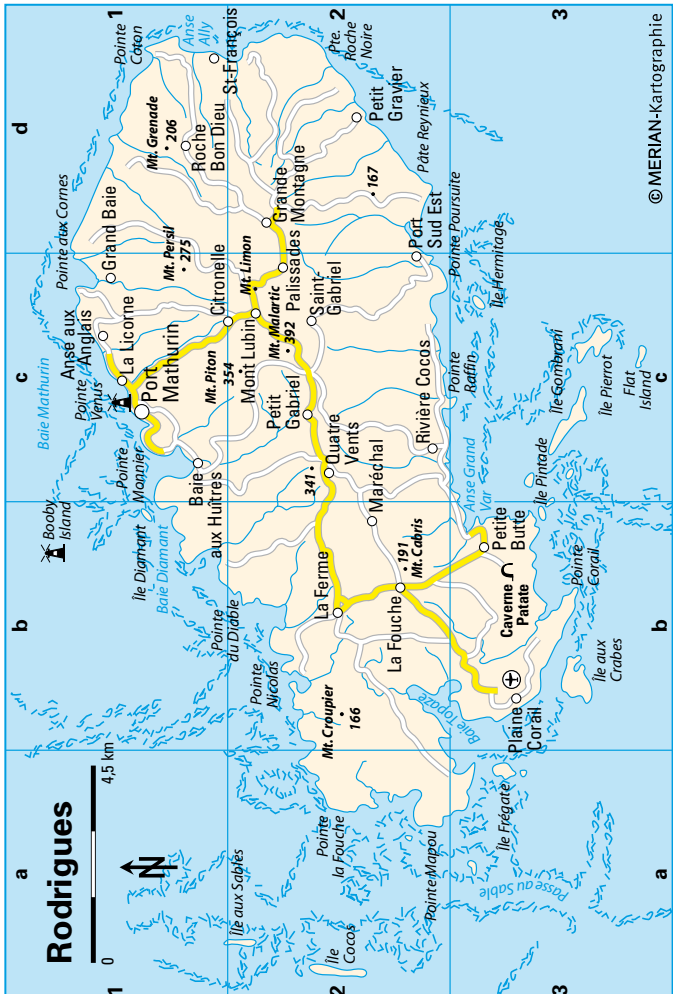 Rodrigues
0
4,5 km
N
a
b
c
d
1
2
3
a
b
c
1
2
3
Booby
Island
Île Diamant
Baie Diamant
Baie Mathurin
Pointe
Monnier
Pointe
Venus
Anse aux
Anglais
La Licorne
Port
Mathurin
Pointe aux Cornes
Grand Baie
Mt. Persil
275
Mt. Grenade
206
Roche
Bon Dieu
Pointe
Coton
Anse
Ally
St-François
Pte.
Roche
Noire
Baie
aux Huîtres
Mt. Piton
354
Citronelle
Mt. Limon
Mont Lubin
Mt. Malartic
392
Palissades
Grande
Montagne
Saint-
Gabriel
Petit
Gabriel
Quatre
Vents
341
Maréchal
Petit
Gravier
Pâte Reynieux
167
Port
Sud Est
Pointe Poursuite
Île Hermitage
Rivière Cocos
Pointe
Raffin
Anse Grand
Var
Île Gombrani
Île Pierrot
Flat
Island
Île Pintade
Pointe
du Diable
Pointe
Nicolas
La Ferme
La Fouche
191
Mt. Cabris
Petite
Butte
Caverne
Patate
Pointe
Corail
Île aux
Crabes
Mt. Croupier
166
Baie Topaze
Plaine
Corail
Île aux Sables
Île
Cocos
Pointe
la Fouche
Pointe Mapou
Île Frégate
Passe au Sable
© MERIAN-Kartographie